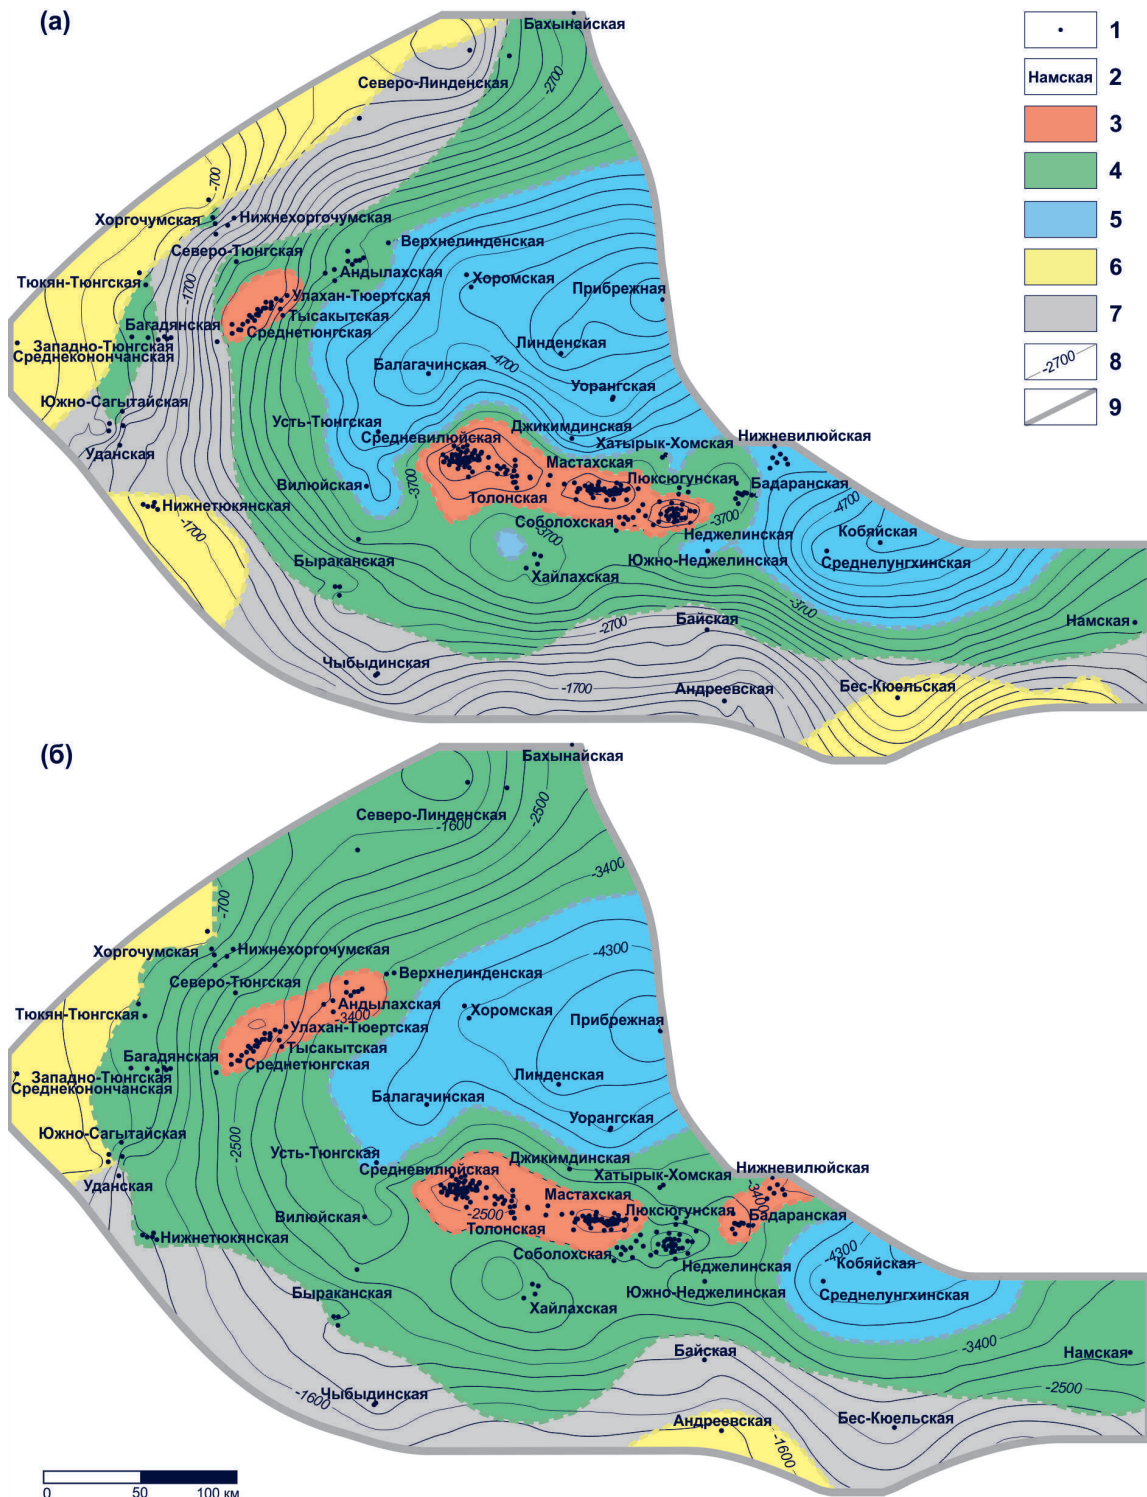 (а)
Бахынайская
Северо-Линденская
-2700
-700
Хоргочумская
Нижнехоргочумская
Северо-Тюнгская
Верхнелинденская
Андылахская
Тюкян-Тюнгская
-1700
Хоромская
Прибрежная
Улахан-Тюертская
Тысакытская
Багадянская
Среднетюнгская
Западно-Тюнгская
Среднеконончанская
Линденская
-4700
Балагачинская
Уорангская
Южно-Сагытайская
Усть-Тюнгская
Джикимдинская
Средневилюйская
Хатырык-Хомская
Нижневилюйская
Уданская
Мастахская
Вилюйская
-3700
Люксюгунская
Бадаранская
Толонская
Нижнетюкянская
-1700
Соболохская
-3700
-4700
Неджелинская
Кобяйская
-3700
Быраканская
Южно-Неджелинская
Среднелунгхинская
Хайлахская
-3700
-2700
Байская
Намская
Чыбыдинская
-1700
Андреевская
Бес-Кюельская
1
Намская
2
3
4
5
6
7
-2700
8
9
(б)
Бахынайская
Северо-Линденская
-1600
-2500
-3400
-700
Хоргочумская
Нижнехоргочумская
-4300
Северо-Тюнгская
Верхнелинденская
Андылахская
Тюкян-Тюнгская
Хоромская
Прибрежная
-3400
Улахан-Тюертская
Тысакытская
Багадянская
Среднетюнгская
Западно-Тюнгская
Среднеконончанская
Линденская
Балагачинская
Уорангская
Южно-Сагытайская
-2500
Усть-Тюнгская
Джикимдинская
Средневилюйская
Хатырык-Хомская
Нижневилюйская
Уданская
-3400
Мастахская
Вилюйская
-2500
Люксюгунская
Бадаранская
Толонская
Нижнетюкянская
Соболохская
-4300
Неджелинская
Кобяйская
Быраканская
Южно-Неджелинская
Среднелунгхинская
Хайлахская
-3400
Байская
Намская
-2500
-1600
Чыбыдинская
Андреевская
Бес-Кюельская
-1600
0
50
100 км